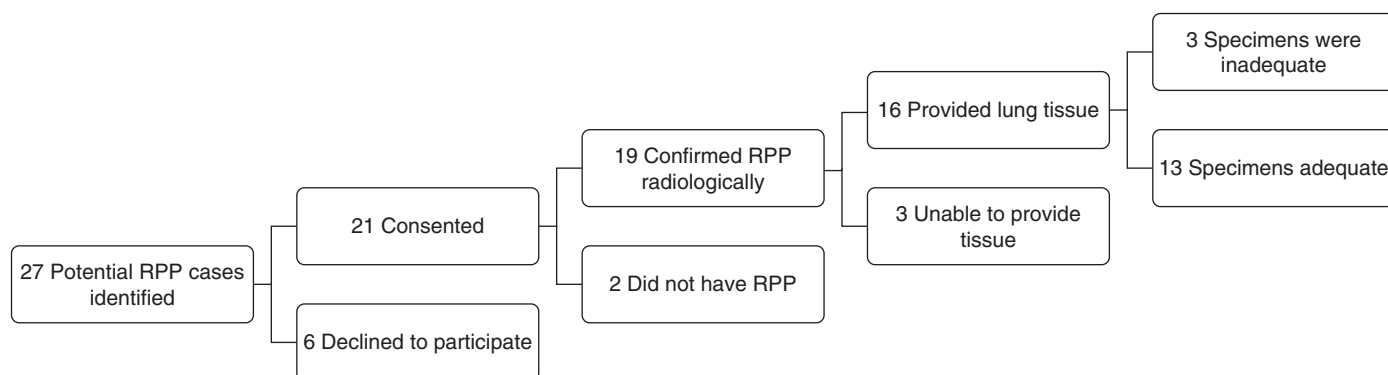 27 Potential RPP cases
identified
21 Consented
6 Declined to participate
19 Confirmed RPP
radiologically
2 Did not have RPP
16 Provided lung tissue
3 Unable to provide
tissue
3 Specimens were
inadequate
13 Specimens adequate